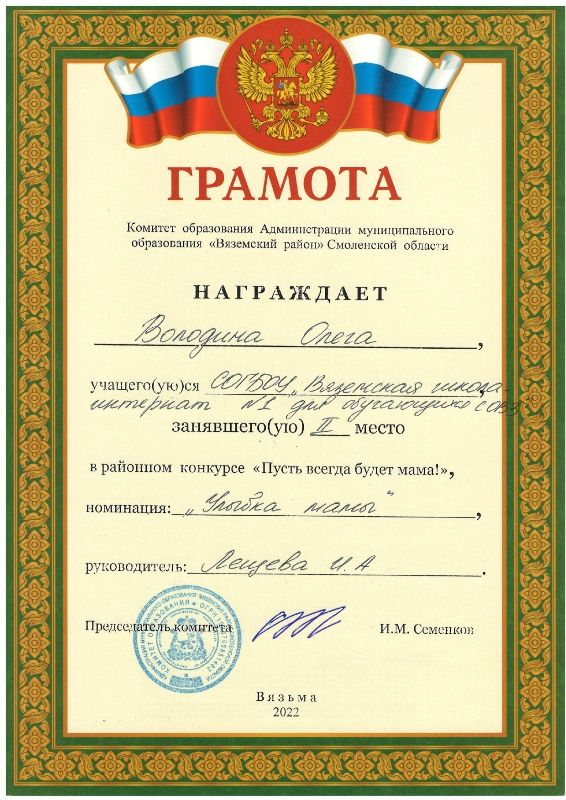 ГРАМОТА
Комитет образования Администрации муниципального
образования «Вяземский район» Смоленской области
НАГРАЖДАЕТ
Володина Олега,
учащего(ую)ся СОГБОУ „Вяземская школа-
интернат №1 для обучающихся с ОВЗ"
занявшего(ую) II место
в районном конкурсе «Пусть всегда будет мама!»,
номинация: „Улыбка мамы",
руководитель: Лещева И.А.
Председатель комитета И.М. Семенков
КОМИТЕТ ОБРАЗОВАНИЯ
Вязьма
2022